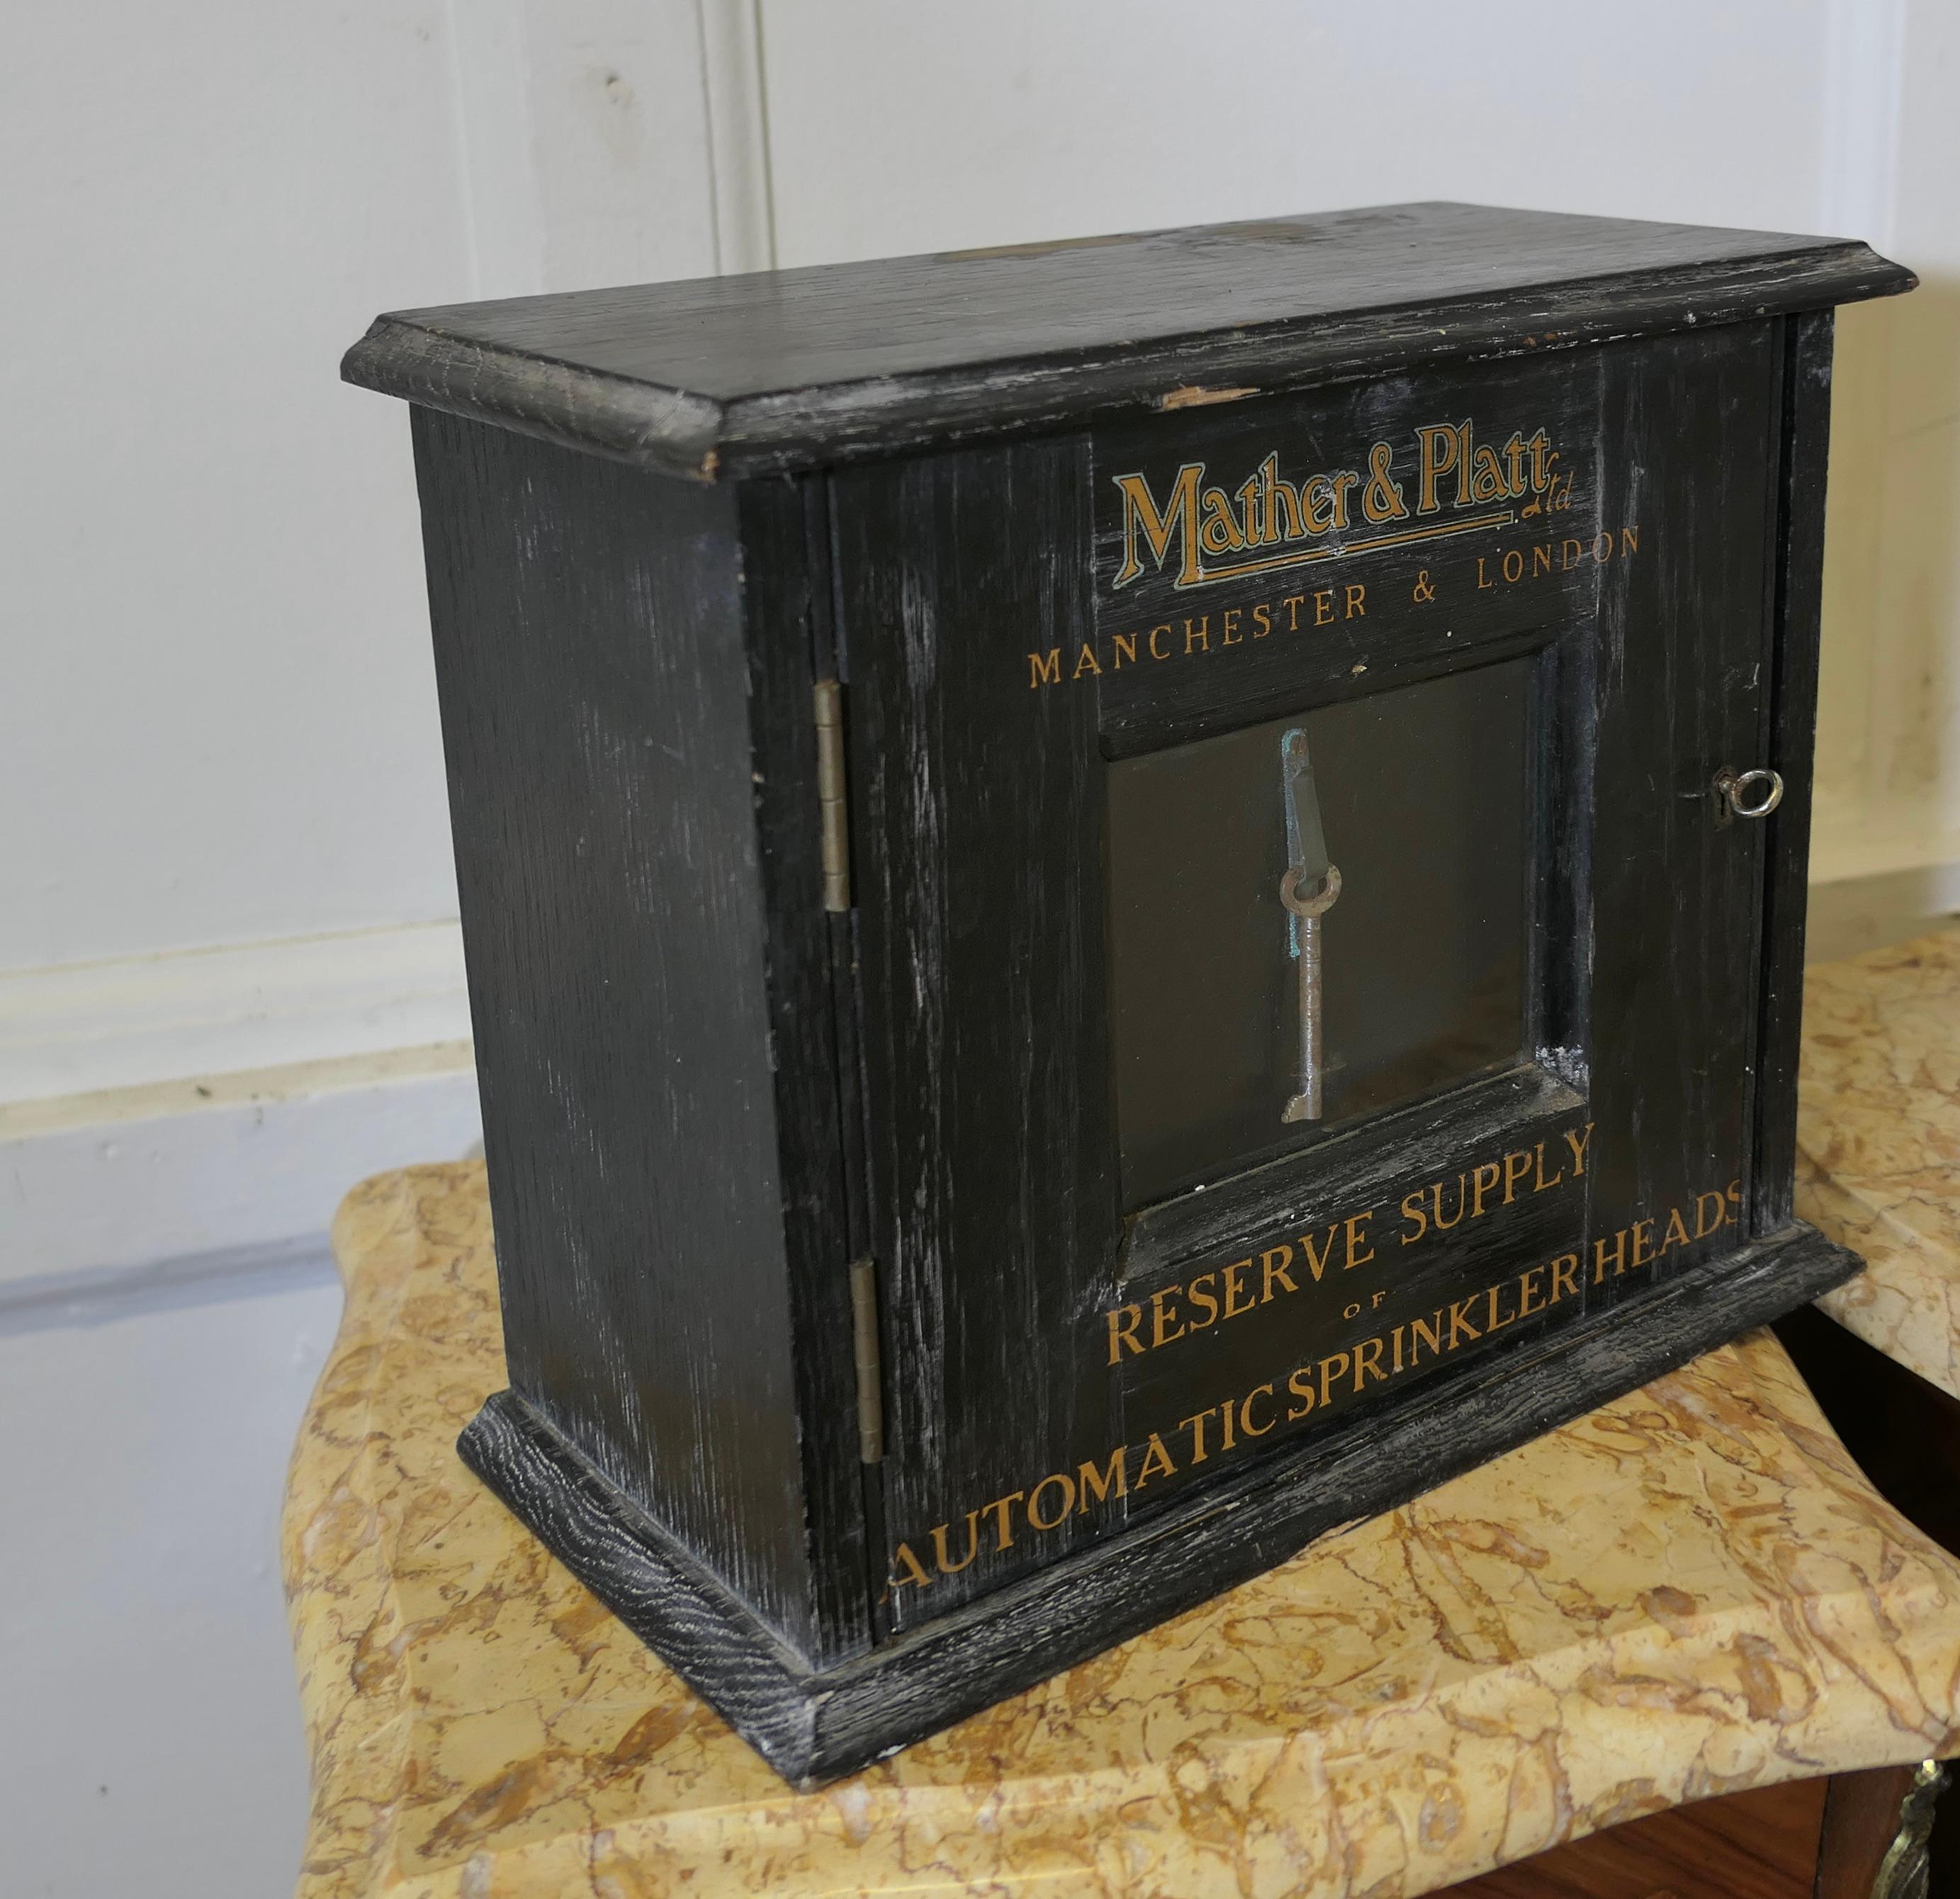 Mather & Platt Ltd
MANCHESTER & LONDON
RESERVE SUPPLY
OF
AUTOMATIC SPRINKLER HEADS